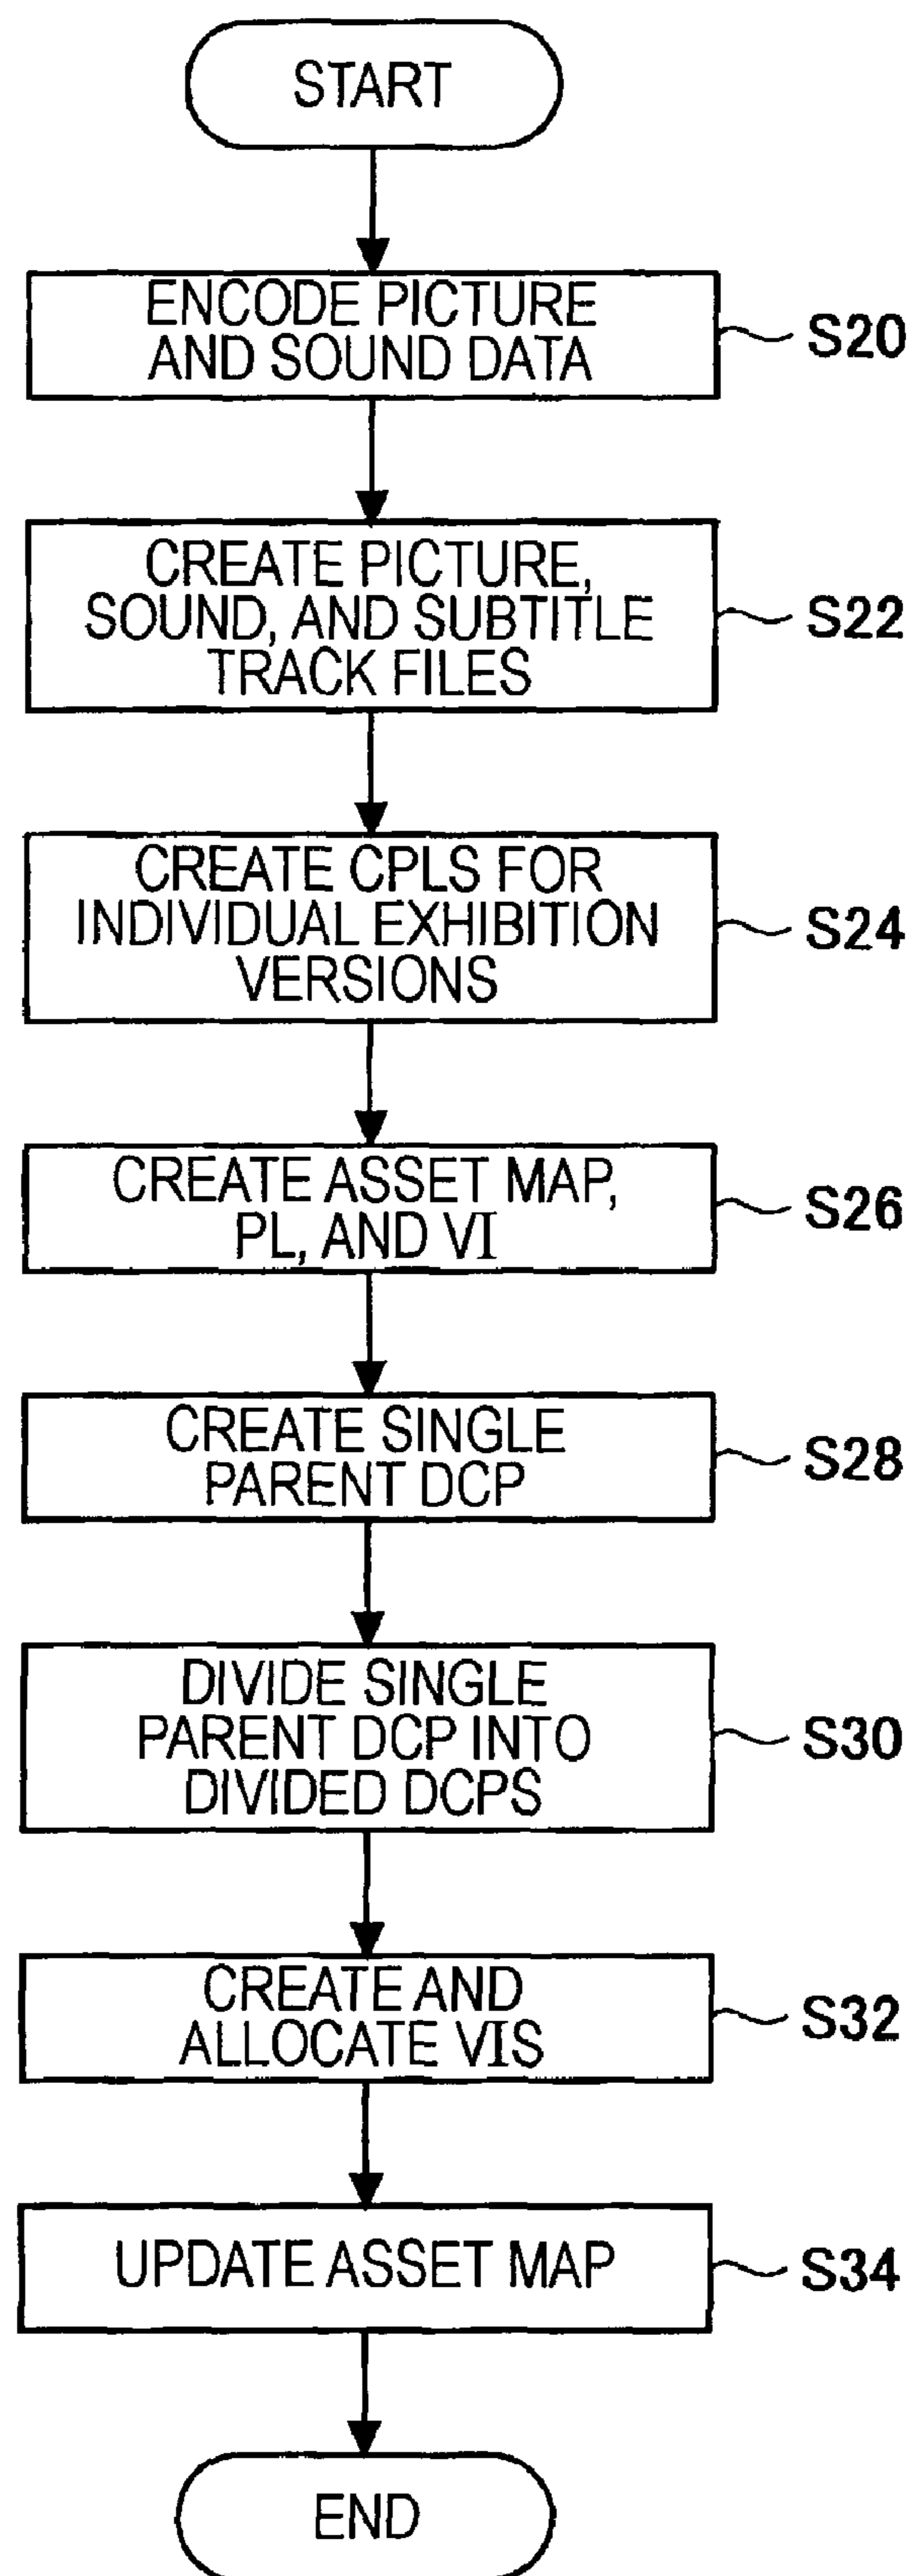 START
ENCODE PICTURE
AND SOUND DATA
S20
CREATE PICTURE,
SOUND, AND SUBTITLE
TRACK FILES
S22
CREATE CPLS FOR
INDIVIDUAL EXHIBITION
VERSIONS
S24
CREATE ASSET MAP,
PL, AND VI
S26
CREATE SINGLE
PARENT DCP
S28
DIVIDE SINGLE
PARENT DCP INTO
DIVIDED DCPS
S30
CREATE AND
ALLOCATE VIS
S32
UPDATE ASSET MAP
S34
END